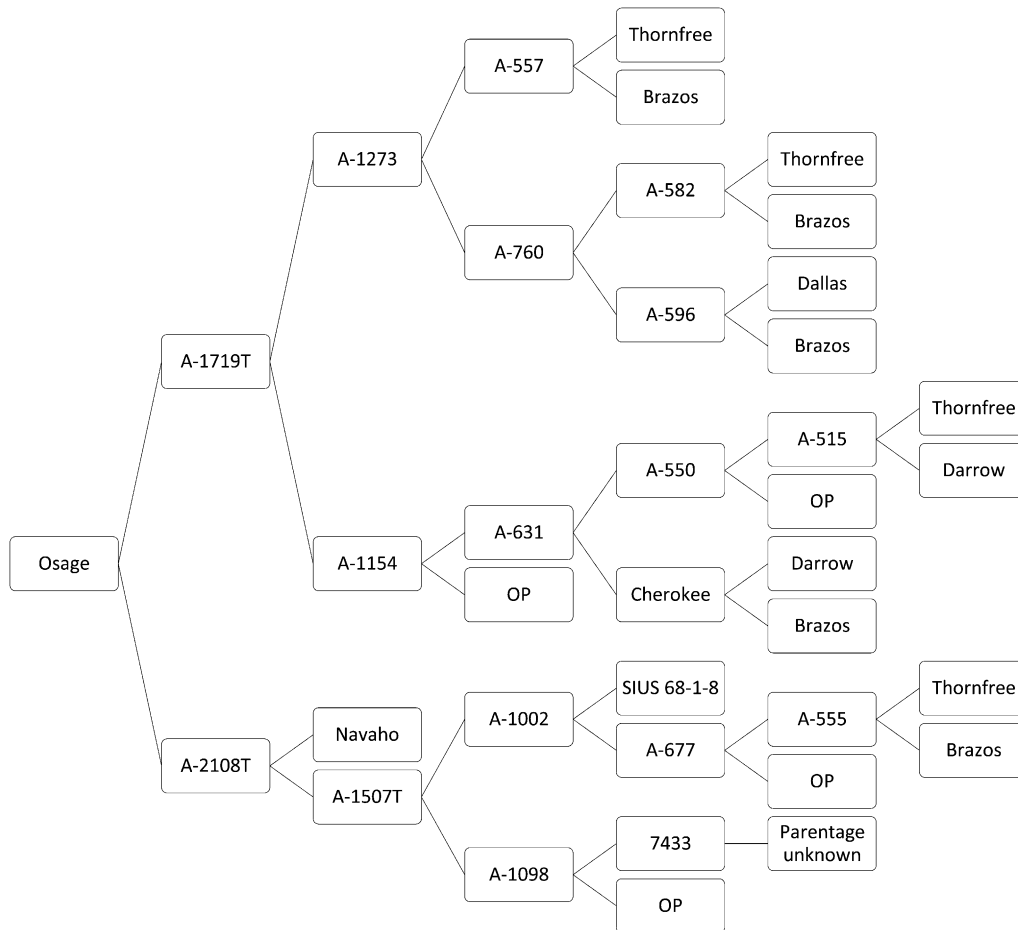 Thornfree
A-557
Brazos
A-1273
Thornfree
A-582
Brazos
A-760
Dallas
A-596
Brazos
A-1719T
Thornfree
A-515
Darrow
A-550
OP
A-631
Osage
A-1154
Darrow
OP
Cherokee
Brazos
SIUS 68-1-8
Thornfree
A-1002
A-555
Navaho
A-677
Brazos
A-2108T
OP
A-1507T
7433
Parentage
unknown
A-1098
OP